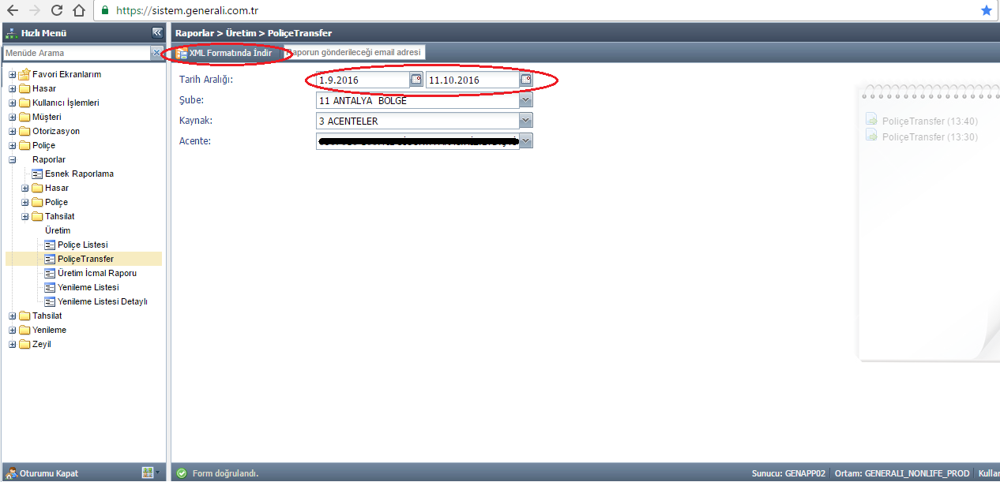 https://sistem.generali.com.tr
Hızlı Menü
Menüde Arama
Favori Ekranlarım
Hasar
Kullanıcı İşlemleri
Müşteri
Otorizasyon
Poliçe
Raporlar
Esnek Raporlama
Hasar
Poliçe
Tahsilat
Üretim
Poliçe Listesi
PoliçeTransfer
Üretim İcmal Raporu
Yenileme Listesi
Yenileme Listesi Detaylı
Tahsilat
Yenileme
Zeyil
Oturumu Kapat
Raporlar > Üretim > PoliçeTransfer
XML Formatında İndir Raporun gönderileceği email adresi
Tarih Aralığı: 1.9.2016 11.10.2016
Şube: 11 ANTALYA BOLGE
Kaynak: 3 ACENTELER
Acente:
PoliçeTransfer (13:40)
PoliçeTransfer (13:30)
Form doğrulandı.
Sunucu: GENAPP02 Ortam: GENERALI_NONLIFE_PROD Kullar